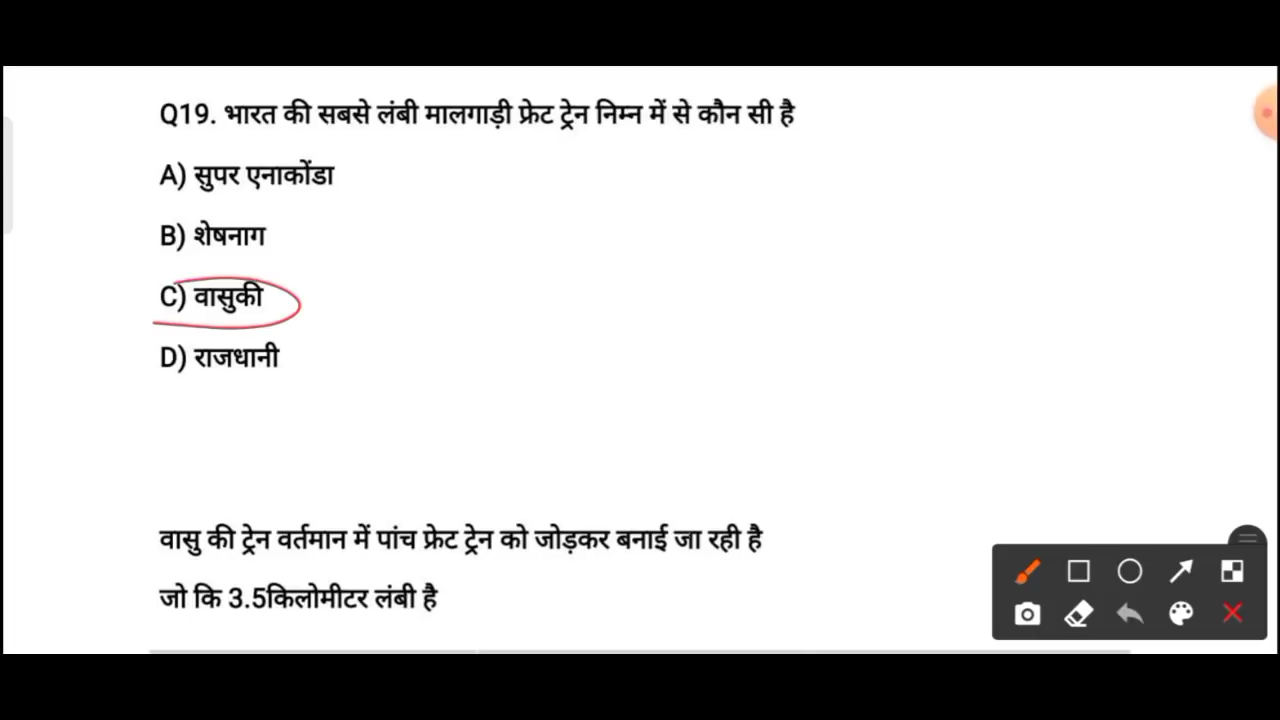 Q19. भारत की सबसे लंबी मालगाड़ी फ्रेट ट्रेन निम्न में से कौन सी है
A) सुपर एनाकोंडा
B) शेषनाग
C) वासुकी
D) राजधानी
वासु की ट्रेन वर्तमान में पांच फ्रेट ट्रेन को जोड़कर बनाई जा रही है
जो कि 3.5किलोमीटर लंबी है